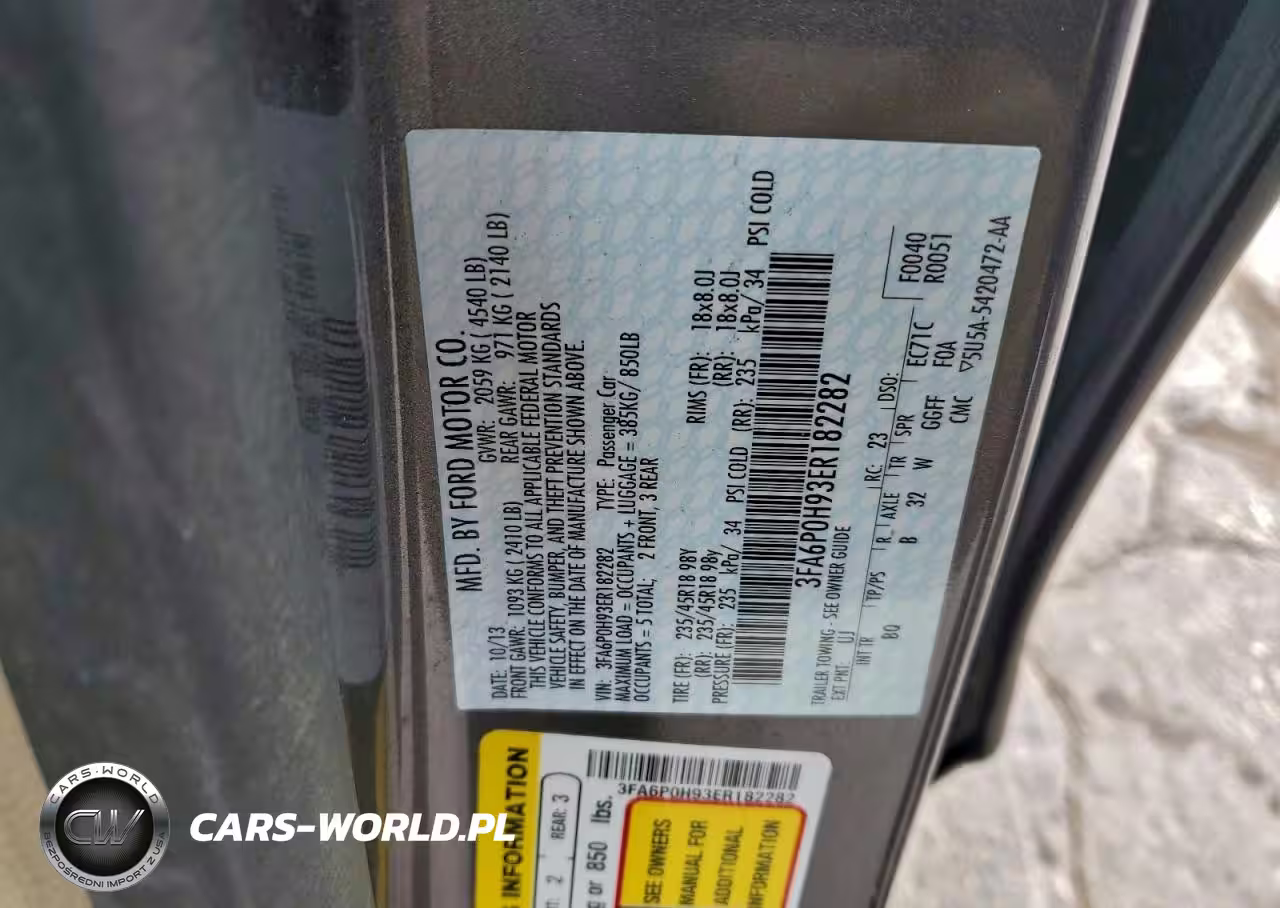 MFD. BY FORD MOTOR CO.
DATE: 10/13 GVWR: 2059 KG ( 4540 LB)
FRONT GAWR: 1093 KG ( 2410 LB) REAR GAWR: 971 KG ( 2140 LB)
THIS VEHICLE CONFORMS TO ALL APPLICABLE FEDERAL MOTOR
VEHICLE SAFETY, BUMPER, AND THEFT PREVENTION STANDARDS
IN EFFECT ON THE DATE OF MANUFACTURE SHOWN ABOVE.
VIN: 3FA6P0H93ER182282 TYPE: Passenger Car
MAXIMUM LOAD = OCCUPANTS + LUGGAGE = 385KG/ 850LB
OCCUPANTS = 5 TOTAL; 2 FRONT, 3 REAR
TIRE (FR): 235/45R18 98Y RIMS (FR): 18x8.0J
(RR): 235/45R18 98y (RR): 18x8.0J
PRESSURE (FR): 235 kPa/ 34 PSI COLD (RR): 235 kPa/ 34 PSI COLD
3FA6P0H93ER182282
TRAILER TOWING - SEE OWNER GUIDE
EXT PNT: UJ RC: 23 DSO: F0040
R0051
INT TR TP/PS R. AXLE TR SPR EC71C
BQ B 32 W GGFF F0A
CMC
▽5U5A-5420472-AA
INFORMATION
2 REAR: 3
or 850 lbs.
3FA6P0H93ER182282
SEE OWNERS
MANUAL FOR
ADDITIONAL
INFORMATION
CARS-WORLD
CW
BEZPOŚREDNI IMPORT Z USA
CARS-WORLD.PL